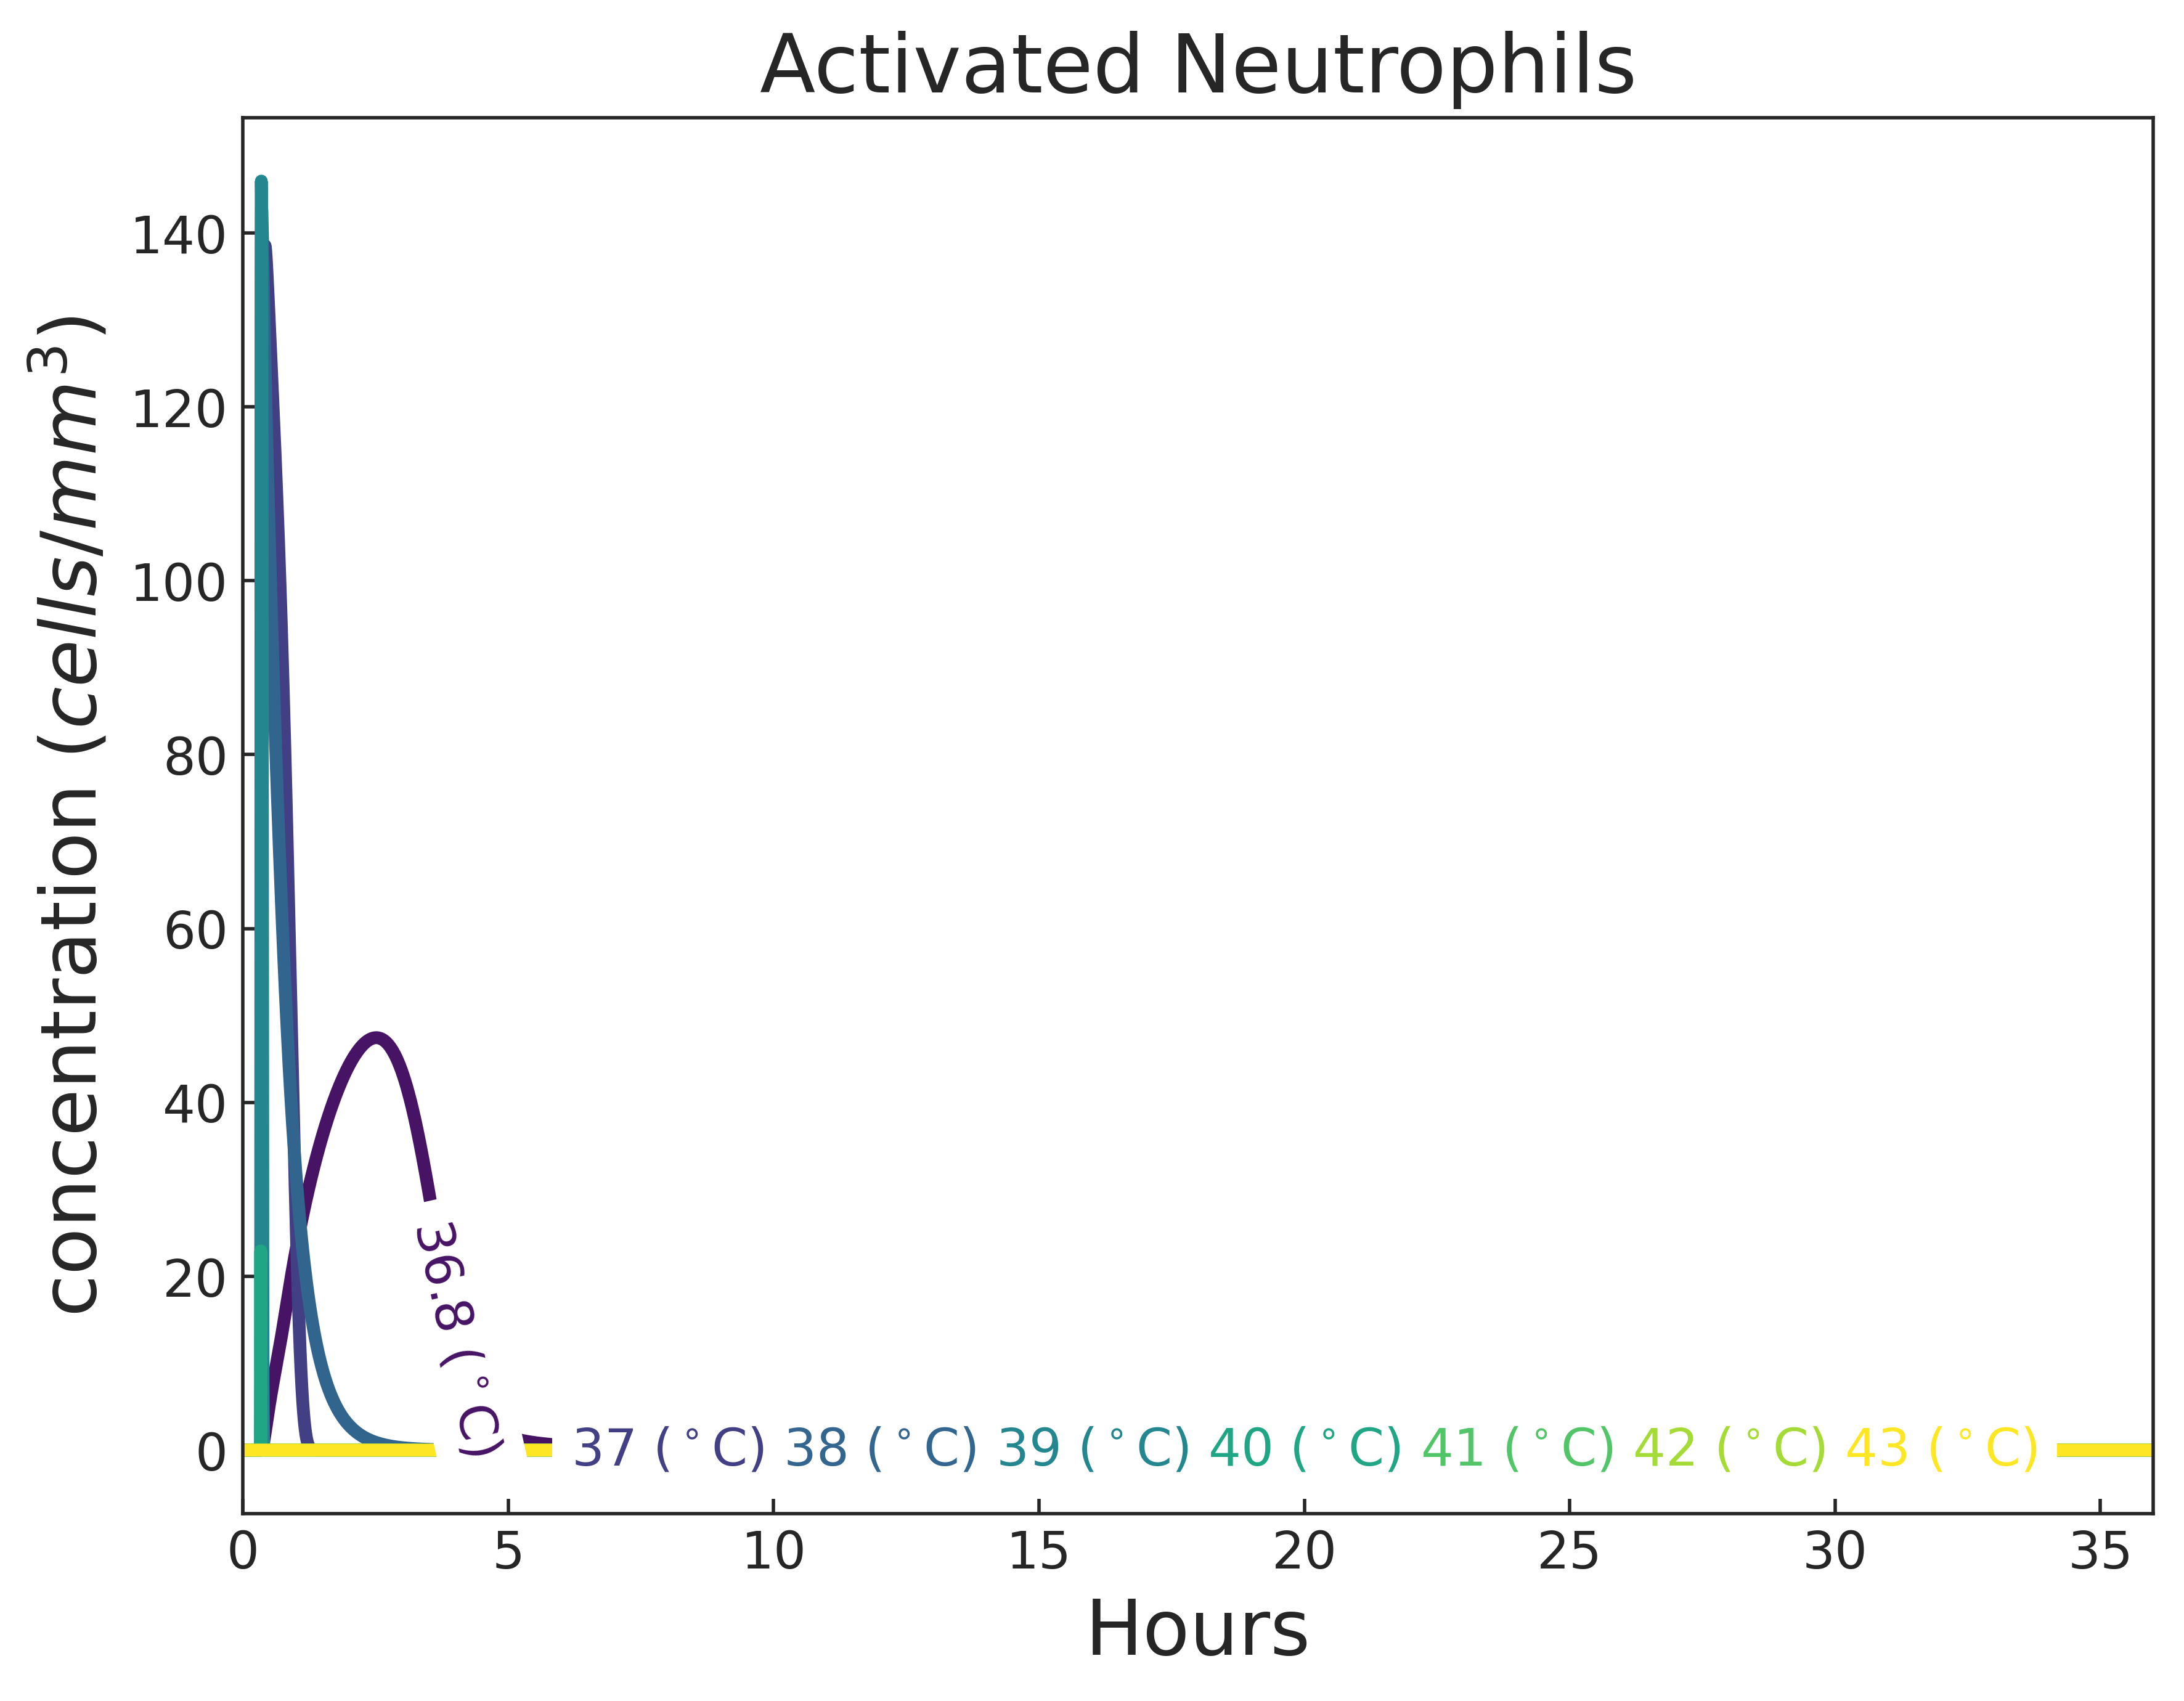 Activated Neutrophils
concentration (cells/mm³)
140
120
100
80
60
40
20
0
36.8 (°C)
37 (°C) 38 (°C) 39 (°C) 40 (°C) 41 (°C) 42 (°C) 43 (°C)
0 5 10 15 20 25 30 35
Hours